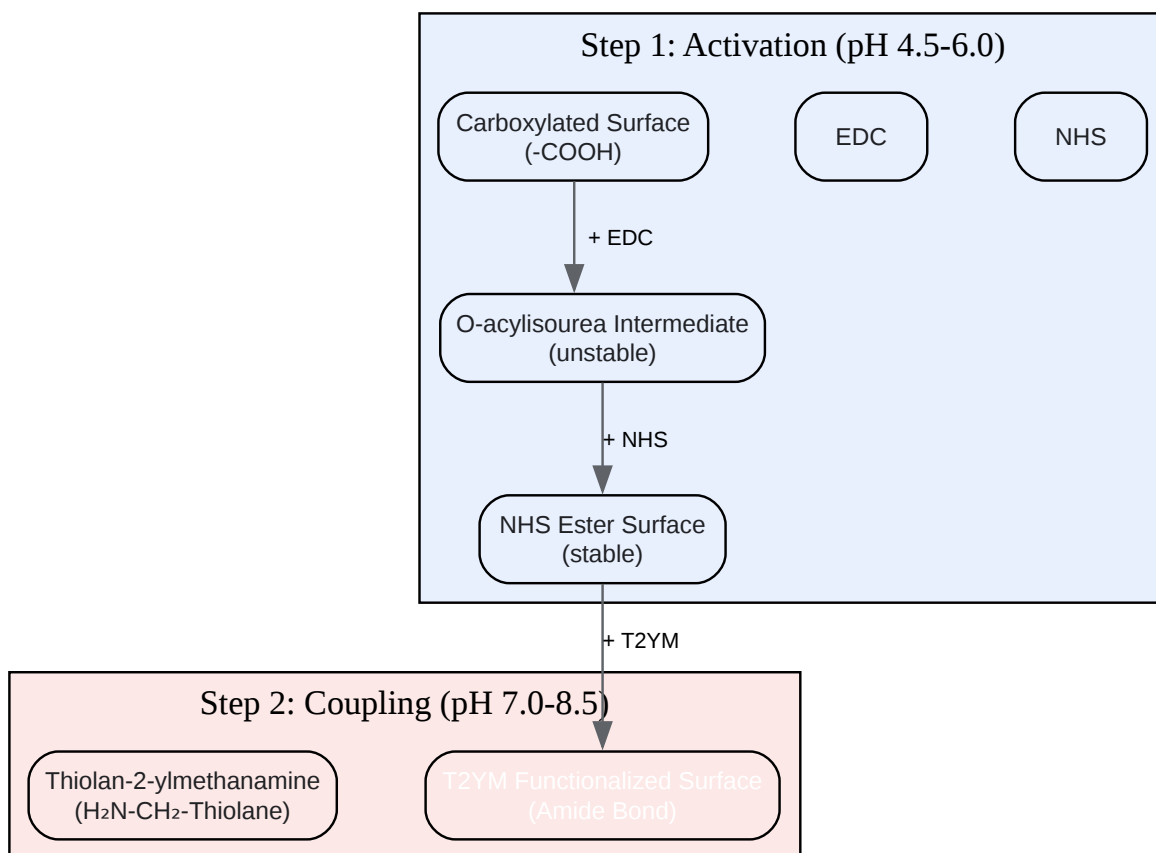 Step 1: Activation (pH 4.5-6.0)
Carboxylated Surface
(-COOH)
EDC
NHS
+ EDC
O-acylisourea Intermediate
(unstable)
+ NHS
NHS Ester Surface
(stable)
+ T2YM
Step 2: Coupling (pH 7.0-8.5)
Thiolan-2-ylmethanamine
(H₂N-CH₂-Thiolane)
T2YM Functionalized Surface
(Amide Bond)